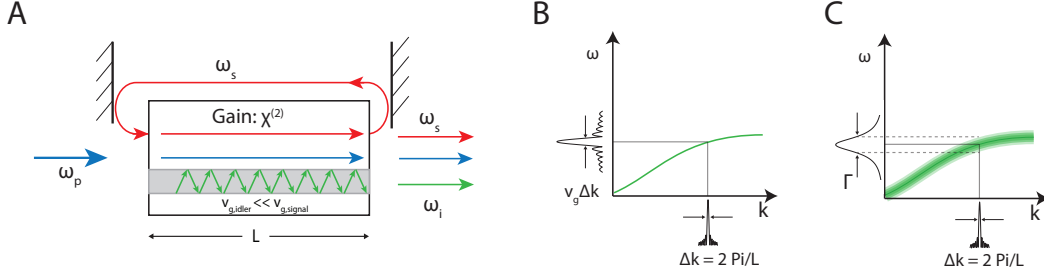 A
ω_s
Gain: χ^(2)
ω_s
ω_p
ω_i
v_g,idler << v_g,signal
L
B
ω
v_g Δk
k
Δk = 2 Pi/L
C
ω
Γ
k
Δk = 2 Pi/L